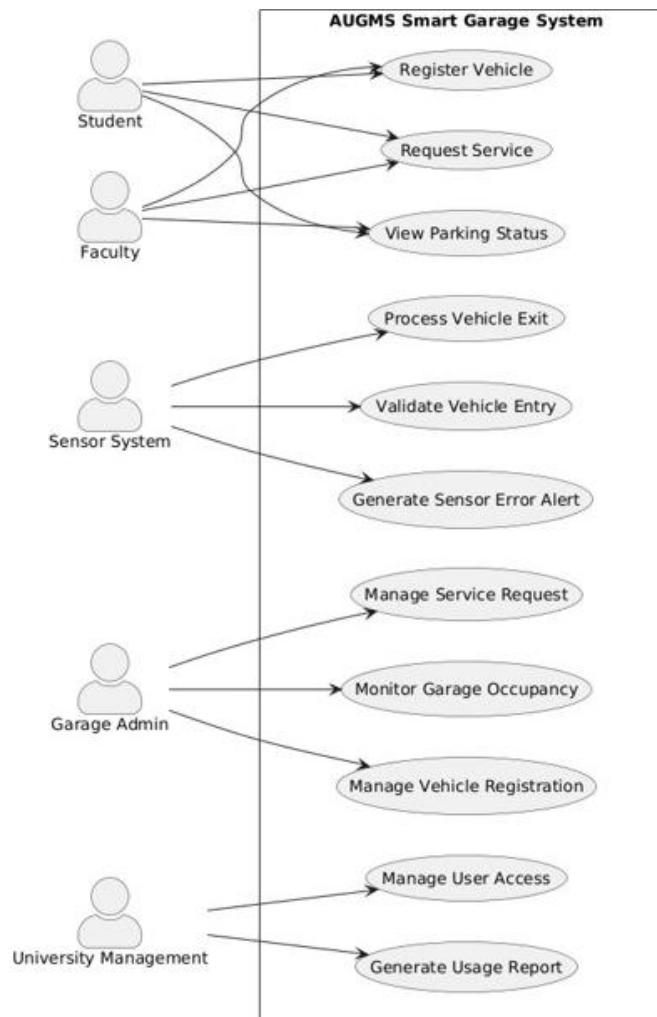 AUGMS Smart Garage System
Register Vehicle
Student
Request Service
Faculty
View Parking Status
Process Vehicle Exit
Validate Vehicle Entry
Sensor System
Generate Sensor Error Alert
Manage Service Request
Monitor Garage Occupancy
Garage Admin
Manage Vehicle Registration
Manage User Access
University Management
Generate Usage Report